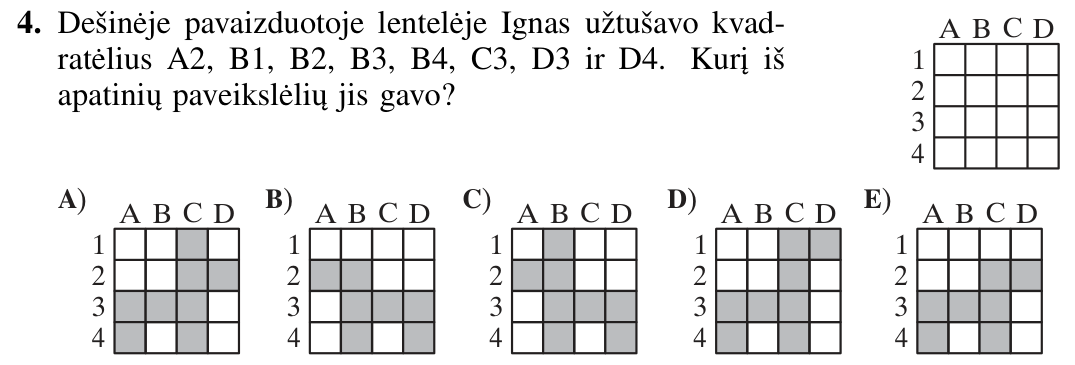 4. Dešinėje pavaizduotoje lentelėje Ignas užtušavo kvad-
ratėlius A2, B1, B2, B3, B4, C3, D3 ir D4. Kurį iš
apatinių paveikslėlių jis gavo?
A B C D
1
2
3
4
A)
A B C D
1
2
3
4
B)
A B C D
1
2
3
4
C)
A B C D
1
2
3
4
D)
A B C D
1
2
3
4
E)
A B C D
1
2
3
4